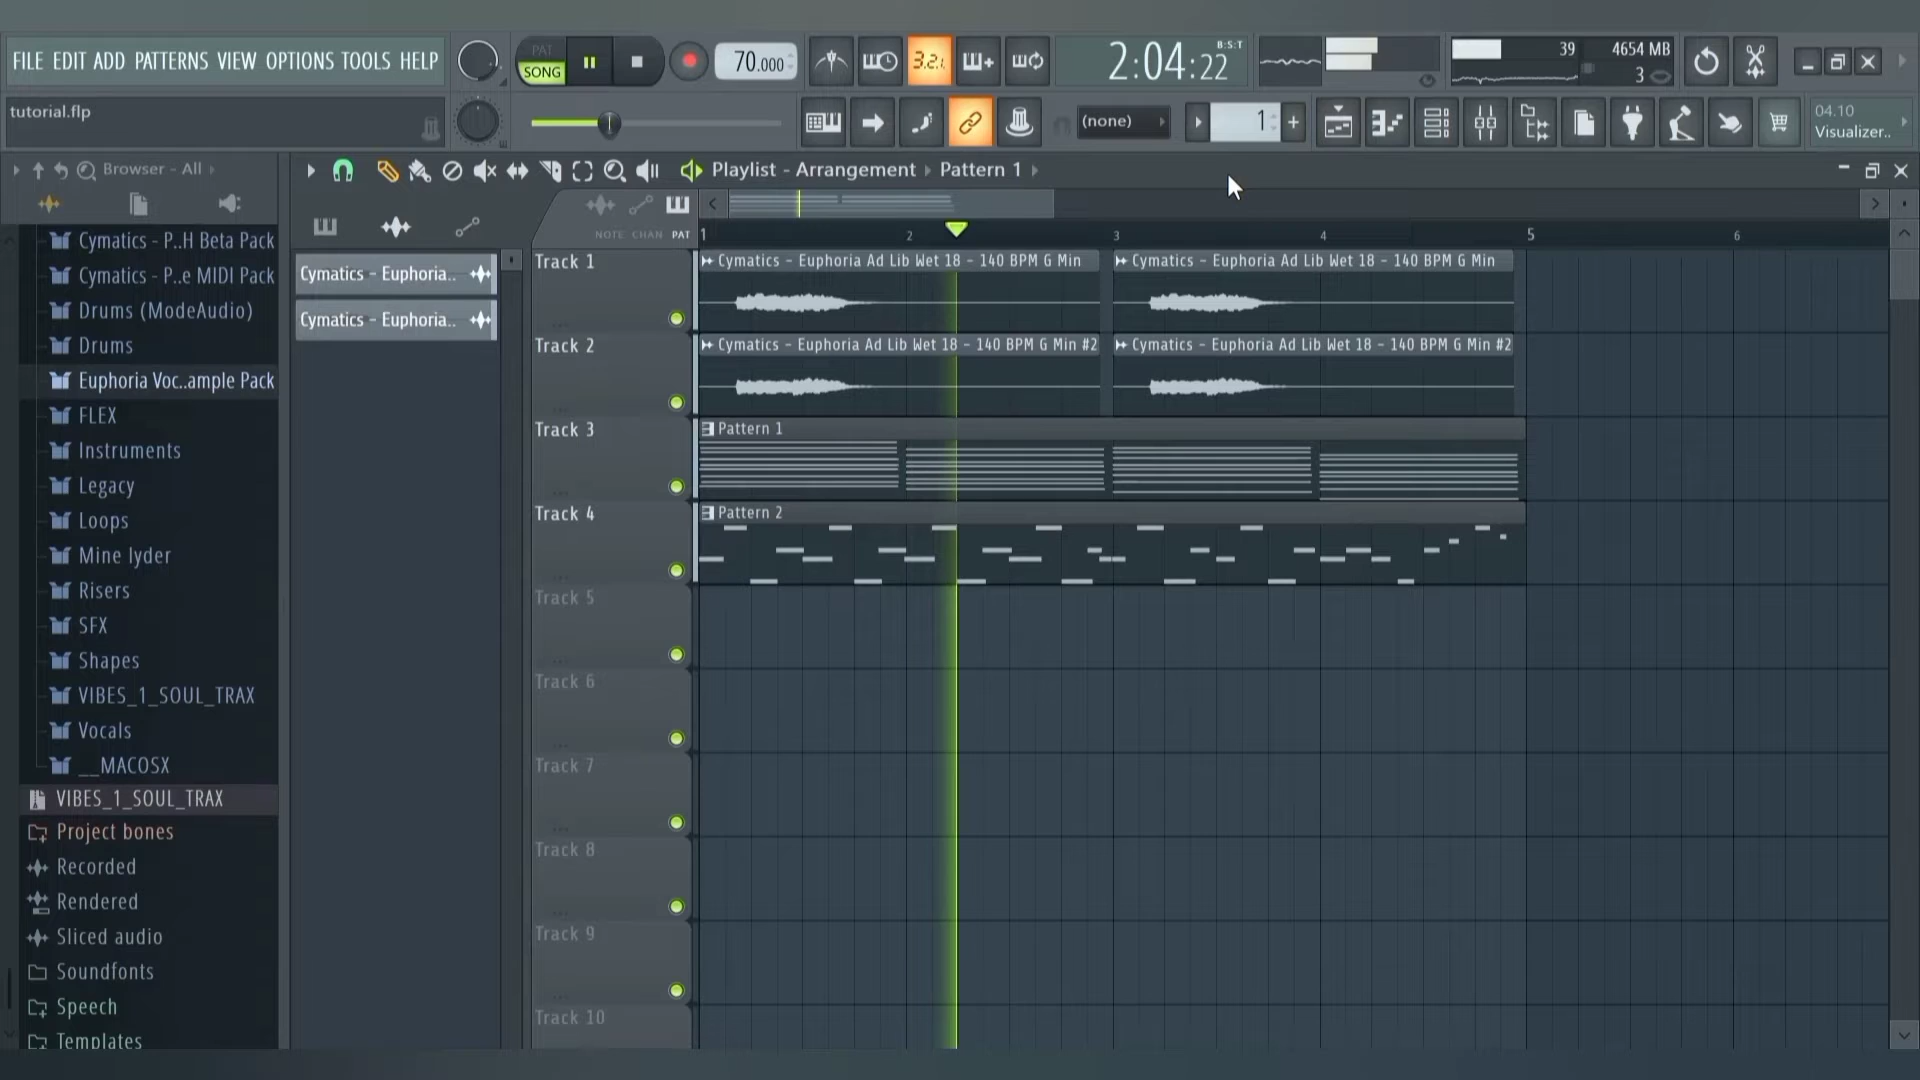 FILE EDIT ADD PATTERNS VIEW OPTIONS TOOLS HELP
PAT
SONG
70.000
3.2.
2:04:22
B:S:T
39
4654 MB
3
tutorial.flp
(none)
1
04.10
Visualizer..
Browser - All
Playlist - Arrangement
Pattern 1
NOTE CHAN PAT
1 2 3 4 5 6
Cymatics - P..H Beta Pack
Cymatics - P..e MIDI Pack
Drums (ModeAudio)
Drums
Euphoria Voc..ample Pack
FLEX
Instruments
Legacy
Loops
Mine lyder
Risers
SFX
Shapes
VIBES_1_SOUL_TRAX
Vocals
__MACOSX
VIBES_1_SOUL_TRAX
Project bones
Recorded
Rendered
Sliced audio
Soundfonts
Speech
Templates
Cymatics - Euphoria..
Cymatics - Euphoria..
Track 1
Cymatics - Euphoria Ad Lib Wet 18 - 140 BPM G Min
Cymatics - Euphoria Ad Lib Wet 18 - 140 BPM G Min
Track 2
Cymatics - Euphoria Ad Lib Wet 18 - 140 BPM G Min #2
Cymatics - Euphoria Ad Lib Wet 18 - 140 BPM G Min #2
Track 3
Pattern 1
Track 4
Pattern 2
Track 5
Track 6
Track 7
Track 8
Track 9
Track 10